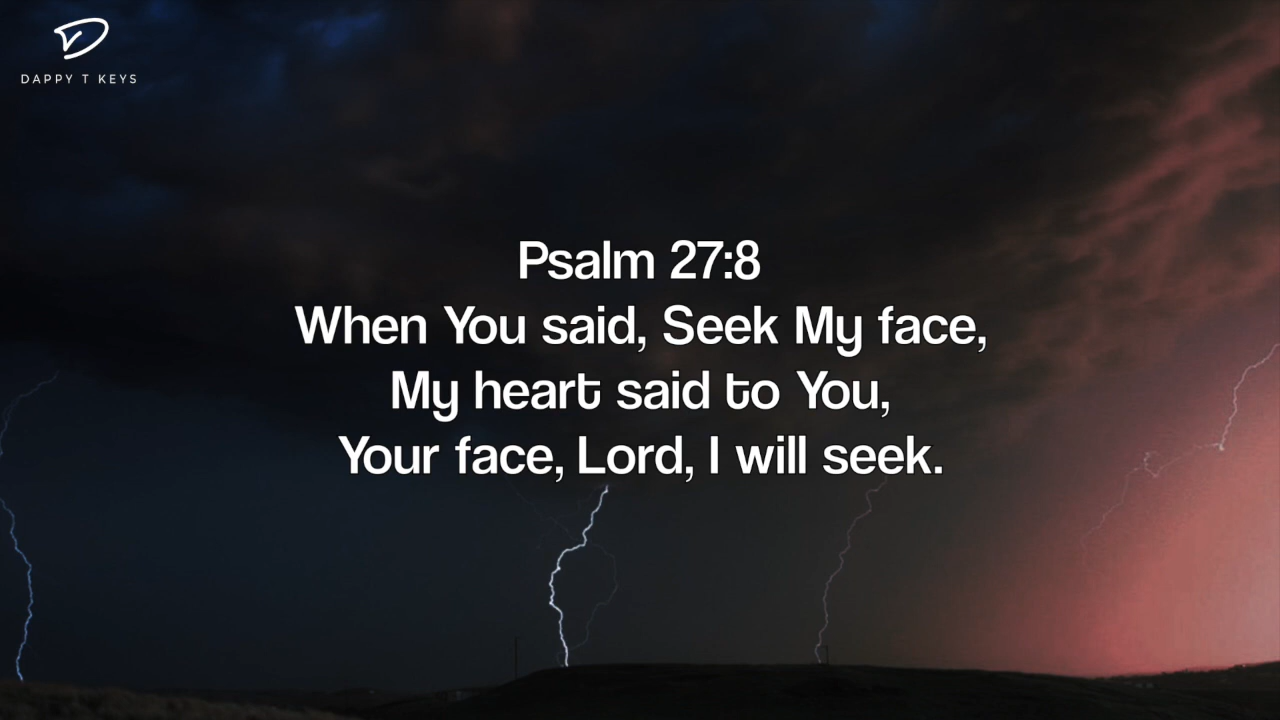 DAPPY T KEYS
Psalm 27:8
When You said, Seek My face,
My heart said to You,
Your face, Lord, I will seek.